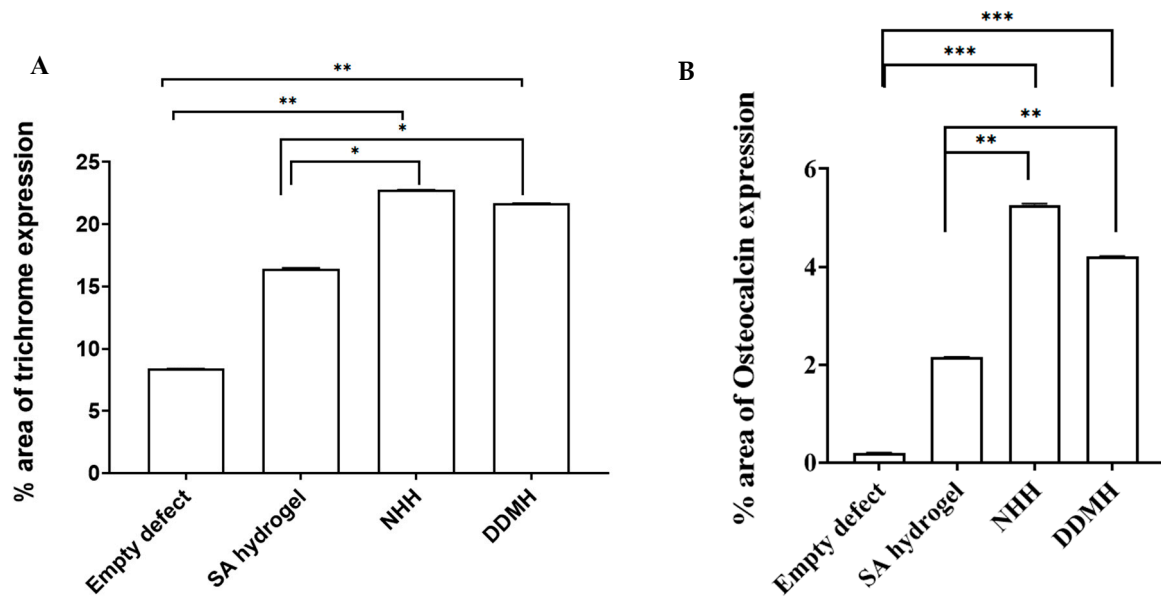 A
% area of trichrome expression
25
20
15
10
5
0
**
**
*
*
Empty defect
SA hydrogel
NHH
DDMH
B
% area of Osteocalcin expression
6
4
2
0
***
***
**
**
Empty defect
SA hydrogel
NHH
DDMH